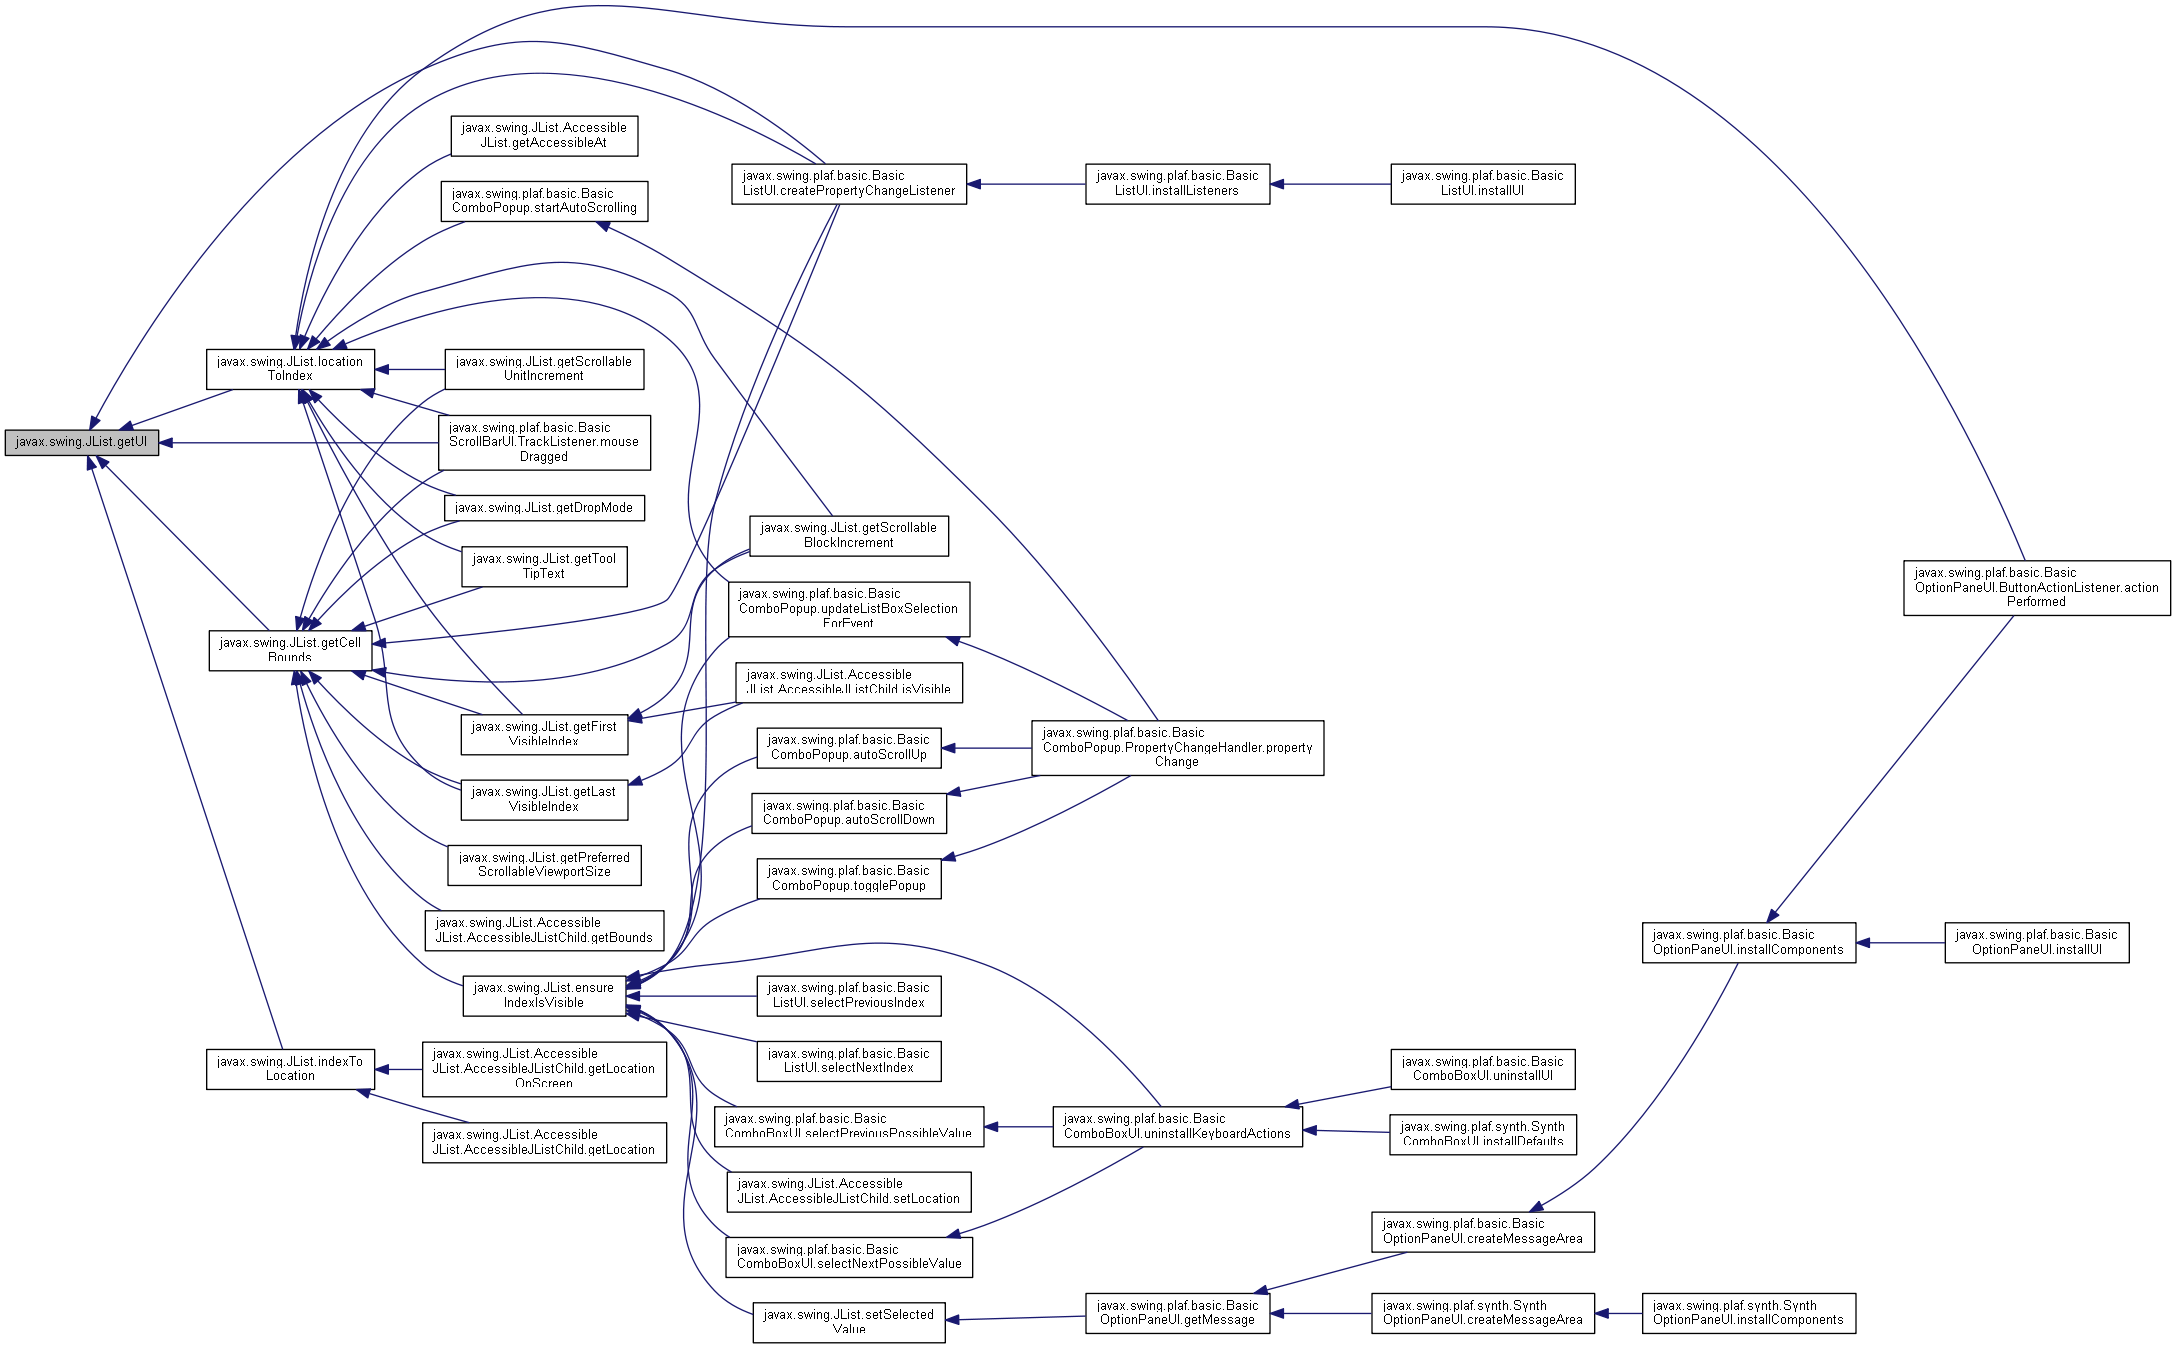 javax.swing.JList.getUI
javax.swing.JList.location
ToIndex
javax.swing.JList.getCell
Bounds
javax.swing.JList.indexTo
Location
javax.swing.JList.Accessible
JList.getAccessibleAt
javax.swing.plaf.basic.Basic
ComboPopup.startAutoScrolling
javax.swing.JList.getScrollable
UnitIncrement
javax.swing.plaf.basic.Basic
ScrollBarUI.TrackListener.mouse
Dragged
javax.swing.JList.getDropMode
javax.swing.JList.getTool
TipText
javax.swing.JList.getFirst
VisibleIndex
javax.swing.JList.getLast
VisibleIndex
javax.swing.JList.getPreferred
ScrollableViewportSize
javax.swing.JList.Accessible
JList.AccessibleJListChild.getBounds
javax.swing.JList.ensure
IndexIsVisible
javax.swing.JList.Accessible
JList.AccessibleJListChild.getLocation
OnScreen
javax.swing.JList.Accessible
JList.AccessibleJListChild.getLocation
javax.swing.plaf.basic.Basic
ListUI.createPropertyChangeListener
javax.swing.JList.getScrollable
BlockIncrement
javax.swing.plaf.basic.Basic
ComboPopup.updateListBoxSelection
ForEvent
javax.swing.JList.Accessible
JList.AccessibleJListChild.isVisible
javax.swing.plaf.basic.Basic
ComboPopup.autoScrollUp
javax.swing.plaf.basic.Basic
ComboPopup.autoScrollDown
javax.swing.plaf.basic.Basic
ComboPopup.togglePopup
javax.swing.plaf.basic.Basic
ListUI.selectPreviousIndex
javax.swing.plaf.basic.Basic
ListUI.selectNextIndex
javax.swing.plaf.basic.Basic
ComboBoxUI.selectPreviousPossibleValue
javax.swing.JList.Accessible
JList.AccessibleJListChild.setLocation
javax.swing.plaf.basic.Basic
ComboBoxUI.selectNextPossibleValue
javax.swing.JList.setSelected
Value
javax.swing.plaf.basic.Basic
ListUI.installListeners
javax.swing.plaf.basic.Basic
ListUI.installUI
javax.swing.plaf.basic.Basic
ComboPopup.PropertyChangeHandler.property
Change
javax.swing.plaf.basic.Basic
ComboBoxUI.uninstallKeyboardActions
javax.swing.plaf.basic.Basic
OptionPaneUI.getMessage
javax.swing.plaf.basic.Basic
ComboBoxUI.uninstallUI
javax.swing.plaf.synth.Synth
ComboBoxUI.installDefaults
javax.swing.plaf.basic.Basic
OptionPaneUI.createMessageArea
javax.swing.plaf.synth.Synth
OptionPaneUI.createMessageArea
javax.swing.plaf.basic.Basic
OptionPaneUI.installComponents
javax.swing.plaf.synth.Synth
OptionPaneUI.installComponents
javax.swing.plaf.basic.Basic
OptionPaneUI.ButtonActionListener.action
Performed
javax.swing.plaf.basic.Basic
OptionPaneUI.installUI